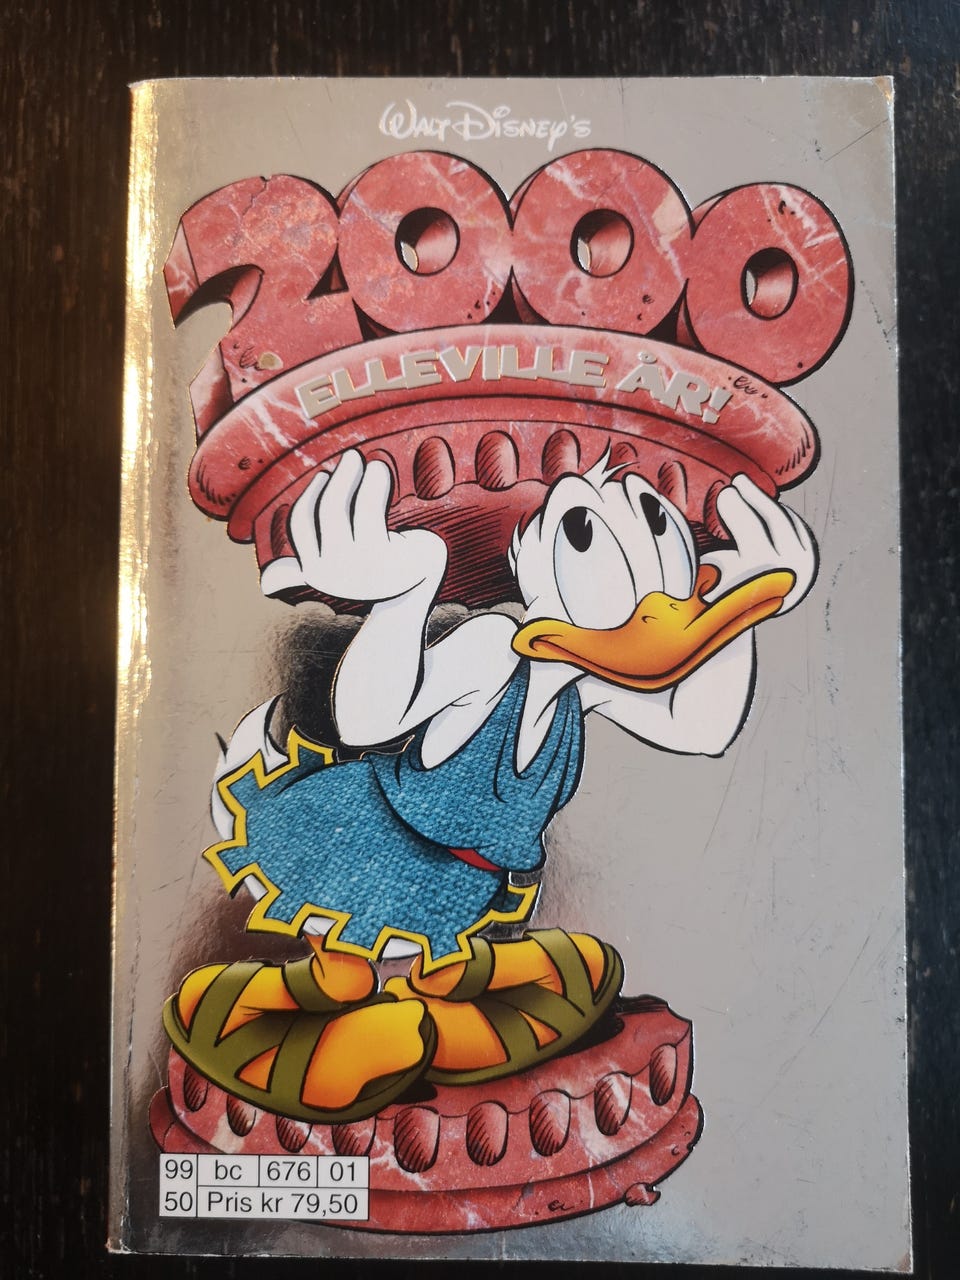 WALT DISNEY'S
2000
ELLEVILLE ÅR!
99 bc 676 01
50 Pris kr 79,50